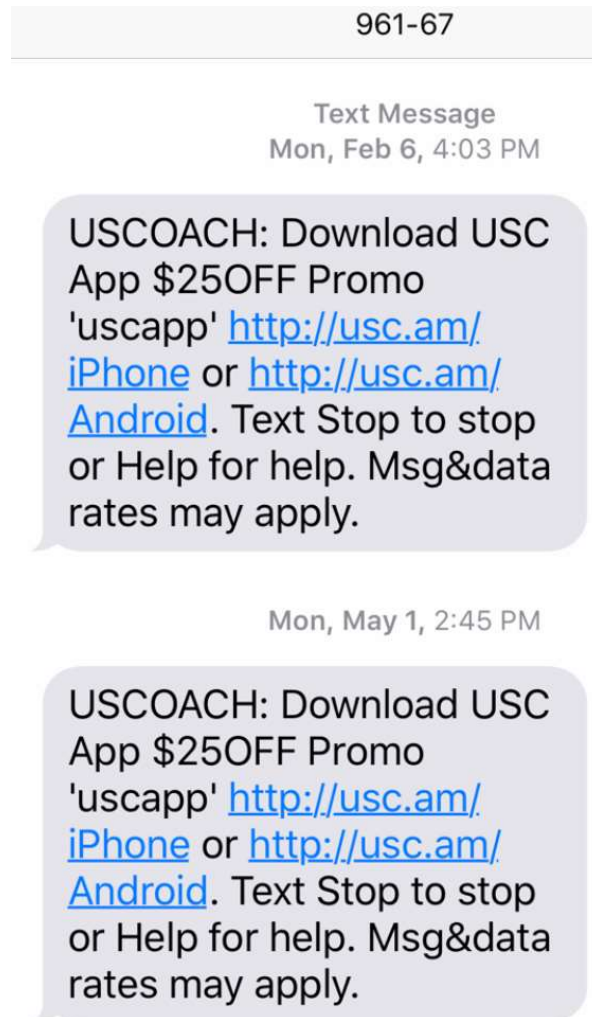 961-67
Text Message
Mon, Feb 6, 4:03 PM
USCOACH: Download USC
App $25OFF Promo
'uscapp' http://usc.am/
iPhone or http://usc.am/
Android. Text Stop to stop
or Help for help. Msg&data
rates may apply.
Mon, May 1, 2:45 PM
USCOACH: Download USC
App $25OFF Promo
'uscapp' http://usc.am/
iPhone or http://usc.am/
Android. Text Stop to stop
or Help for help. Msg&data
rates may apply.